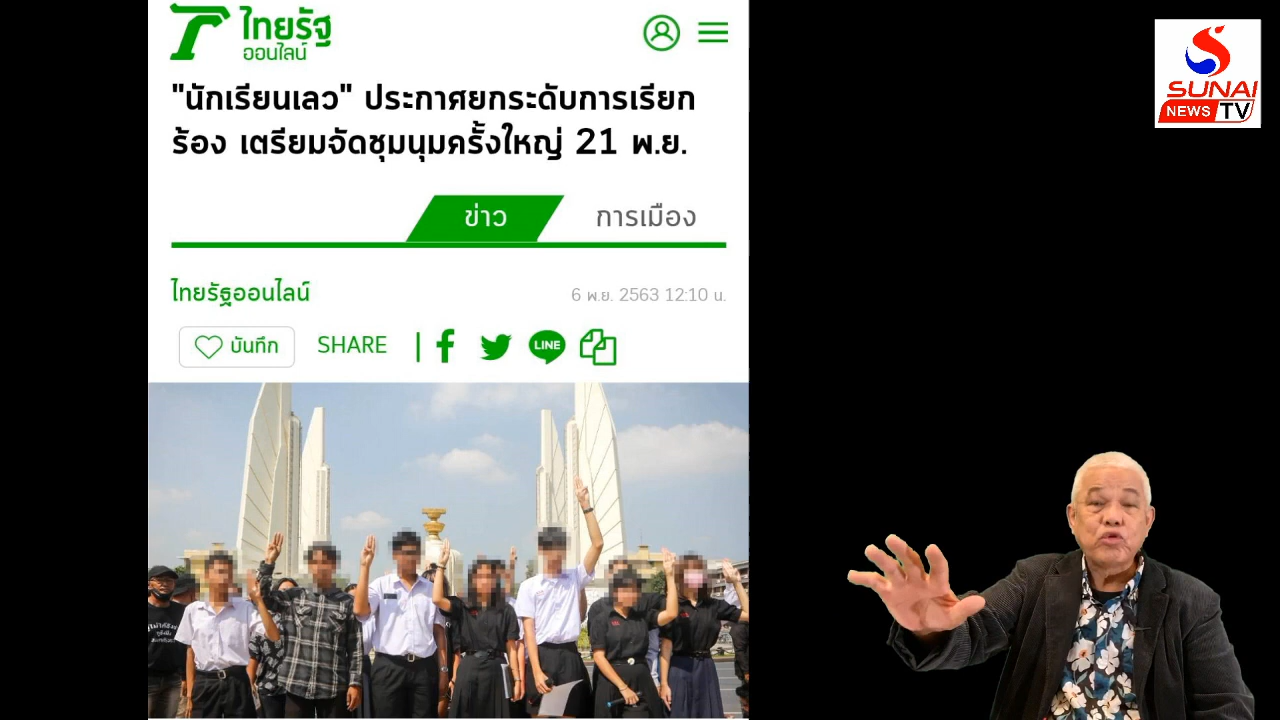 ไทยรัฐ
ออนไลน์
"นักเรียนเลว" ประกาศยกระดับการเรียก
ร้อง เตรียมจัดชุมนุมครั้งใหญ่ 21 พ.ย.
ข่าว
การเมือง
ไทยรัฐออนไลน์
6 พ.ย. 2563 12:10 น.
บันทึก
SHARE
LINE
SUNAI
NEWS TV